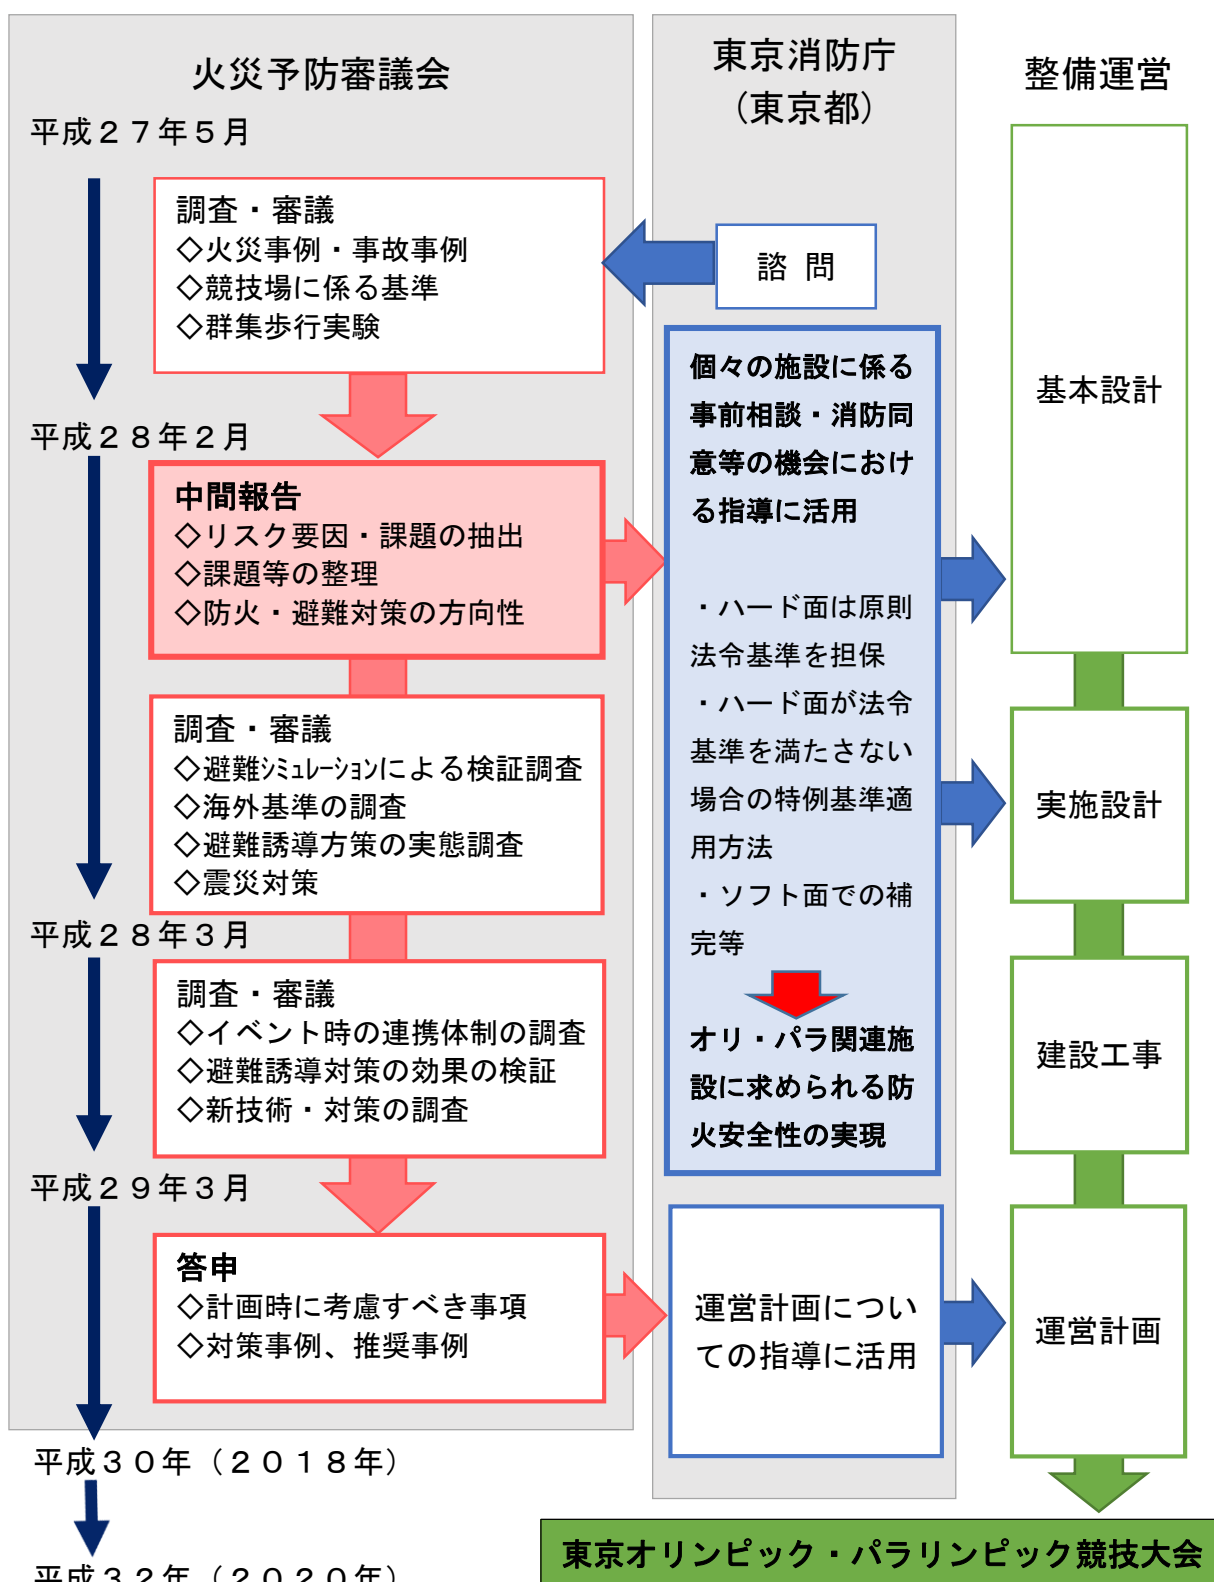 火災予防審議会
平成２７年５月
調査・審議
◇火災事例・事故事例
◇競技場に係る基準
◇群集歩行実験
平成２８年２月
中間報告
◇リスク要因・課題の抽出
◇課題等の整理
◇防火・避難対策の方向性
調査・審議
◇避難ｼﾐｭﾚｰｼｮﾝによる検証調査
◇海外基準の調査
◇避難誘導方策の実態調査
◇震災対策
平成２８年３月
調査・審議
◇イベント時の連携体制の調査
◇避難誘導対策の効果の検証
◇新技術・対策の調査
平成２９年３月
答申
◇計画時に考慮すべき事項
◇対策事例、推奨事例
平成３０年（２０１８年）
平成３２年（２０２０年）
東京消防庁
（東京都）
諮 問
個々の施設に係る
事前相談・消防同
意等の機会におけ
る指導に活用
・ハード面は原則
法令基準を担保
・ハード面が法令
基準を満たさない
場合の特例基準適
用方法
・ソフト面での補
完等
オリ・パラ関連施
設に求められる防
火安全性の実現
運営計画につい
ての指導に活用
整備運営
基本設計
実施設計
建設工事
運営計画
東京オリンピック・パラリンピック競技大会